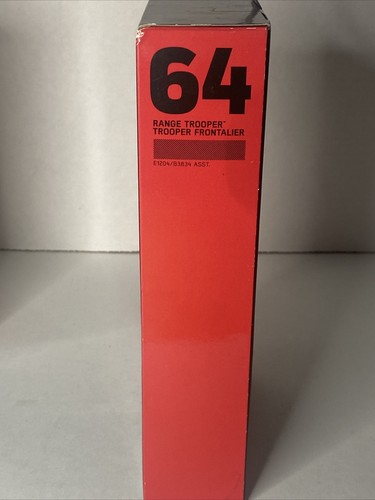 64
RANGE TROOPER™
TROOPER FRONTALIER
E1204/B3834 ASST.